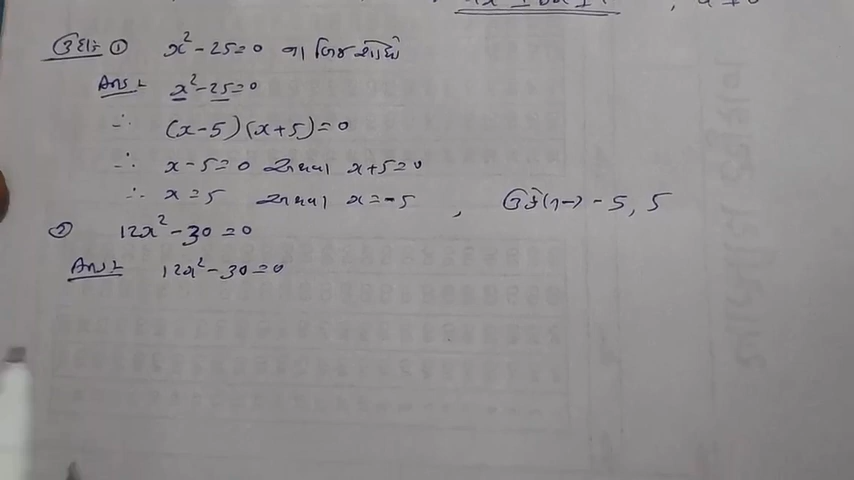 ઉદા:- ① x² - 25 = 0 ના બિજ શોધો
Ans:- x² - 25 = 0
∴ (x - 5) (x + 5) = 0
∴ x - 5 = 0 અથવા x + 5 = 0
∴ x = 5 અથવા x = -5 , ઉકેલ → -5, 5
② 12x² - 30 = 0
Ans:- 12x² - 30 = 0